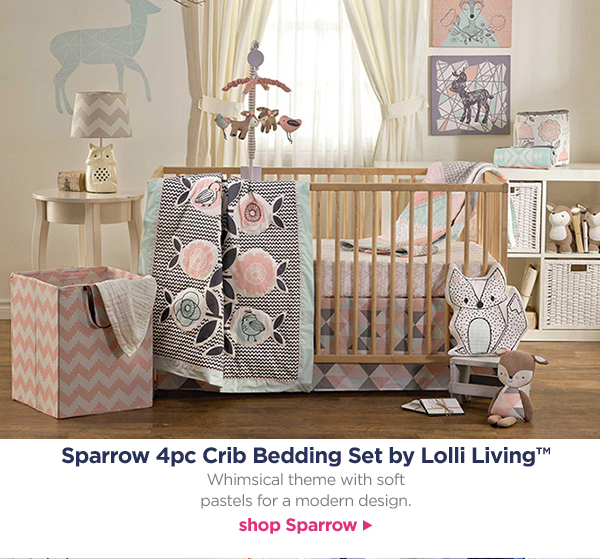 Sparrow 4pc Crib Bedding Set by Lolli Living™
Whimsical theme with soft
pastels for a modern design.
shop Sparrow ▶